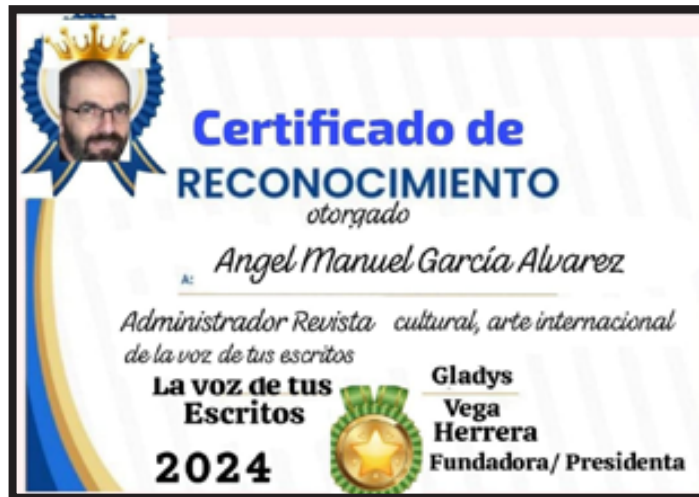 Certificado de
RECONOCIMIENTO
otorgado
A: Angel Manuel García Alvarez
Administrador Revista cultural, arte internacional
de la voz de tus escritos
La voz de tus
Escritos
2024
Gladys
Vega
Herrera
Fundadora/ Presidenta